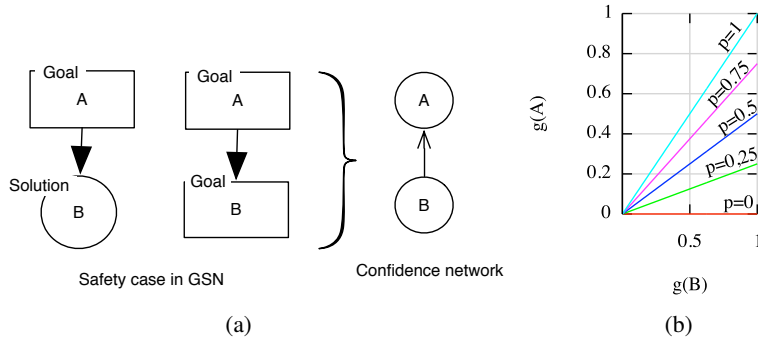 Goal
A
Solution
B
Goal
A
Goal
B
A
B
Safety case in GSN
Confidence network
(a)
1
0.8
0.6
0.4
0.2
0
g(A)
p=1
p=0.75
p=0.5
p=0,25
p=0
0.5
1
g(B)
(b)